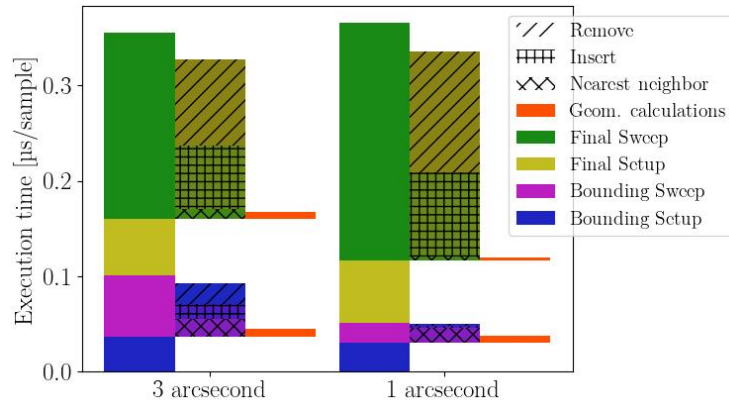 Execution time [µs/sample]
0.3
0.2
0.1
0.0
3 arcsecond
1 arcsecond
Remove
Insert
Nearest neighbor
Geom. calculations
Final Sweep
Final Setup
Bounding Sweep
Bounding Setup